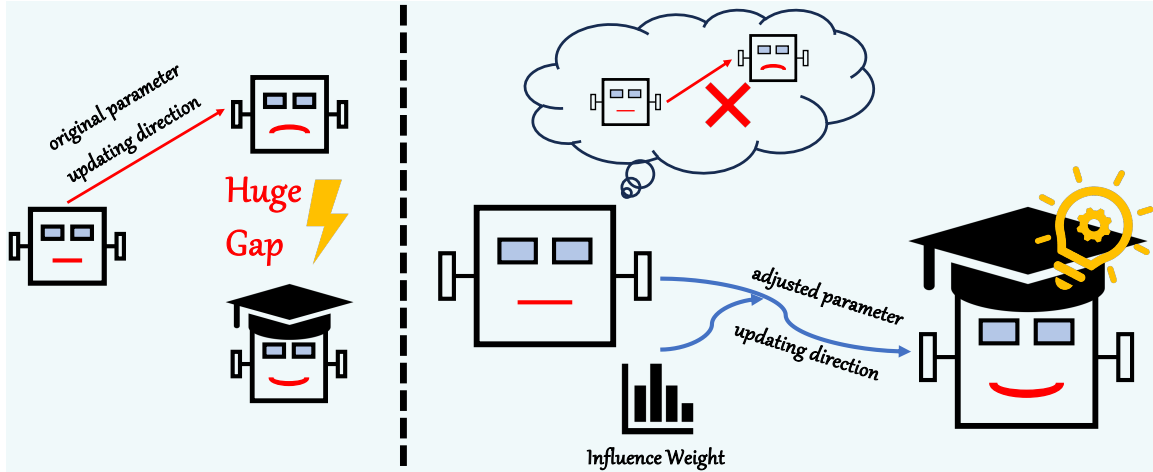 original parameter
updating direction
Huge
Gap
adjusted parameter
updating direction
Influence Weight